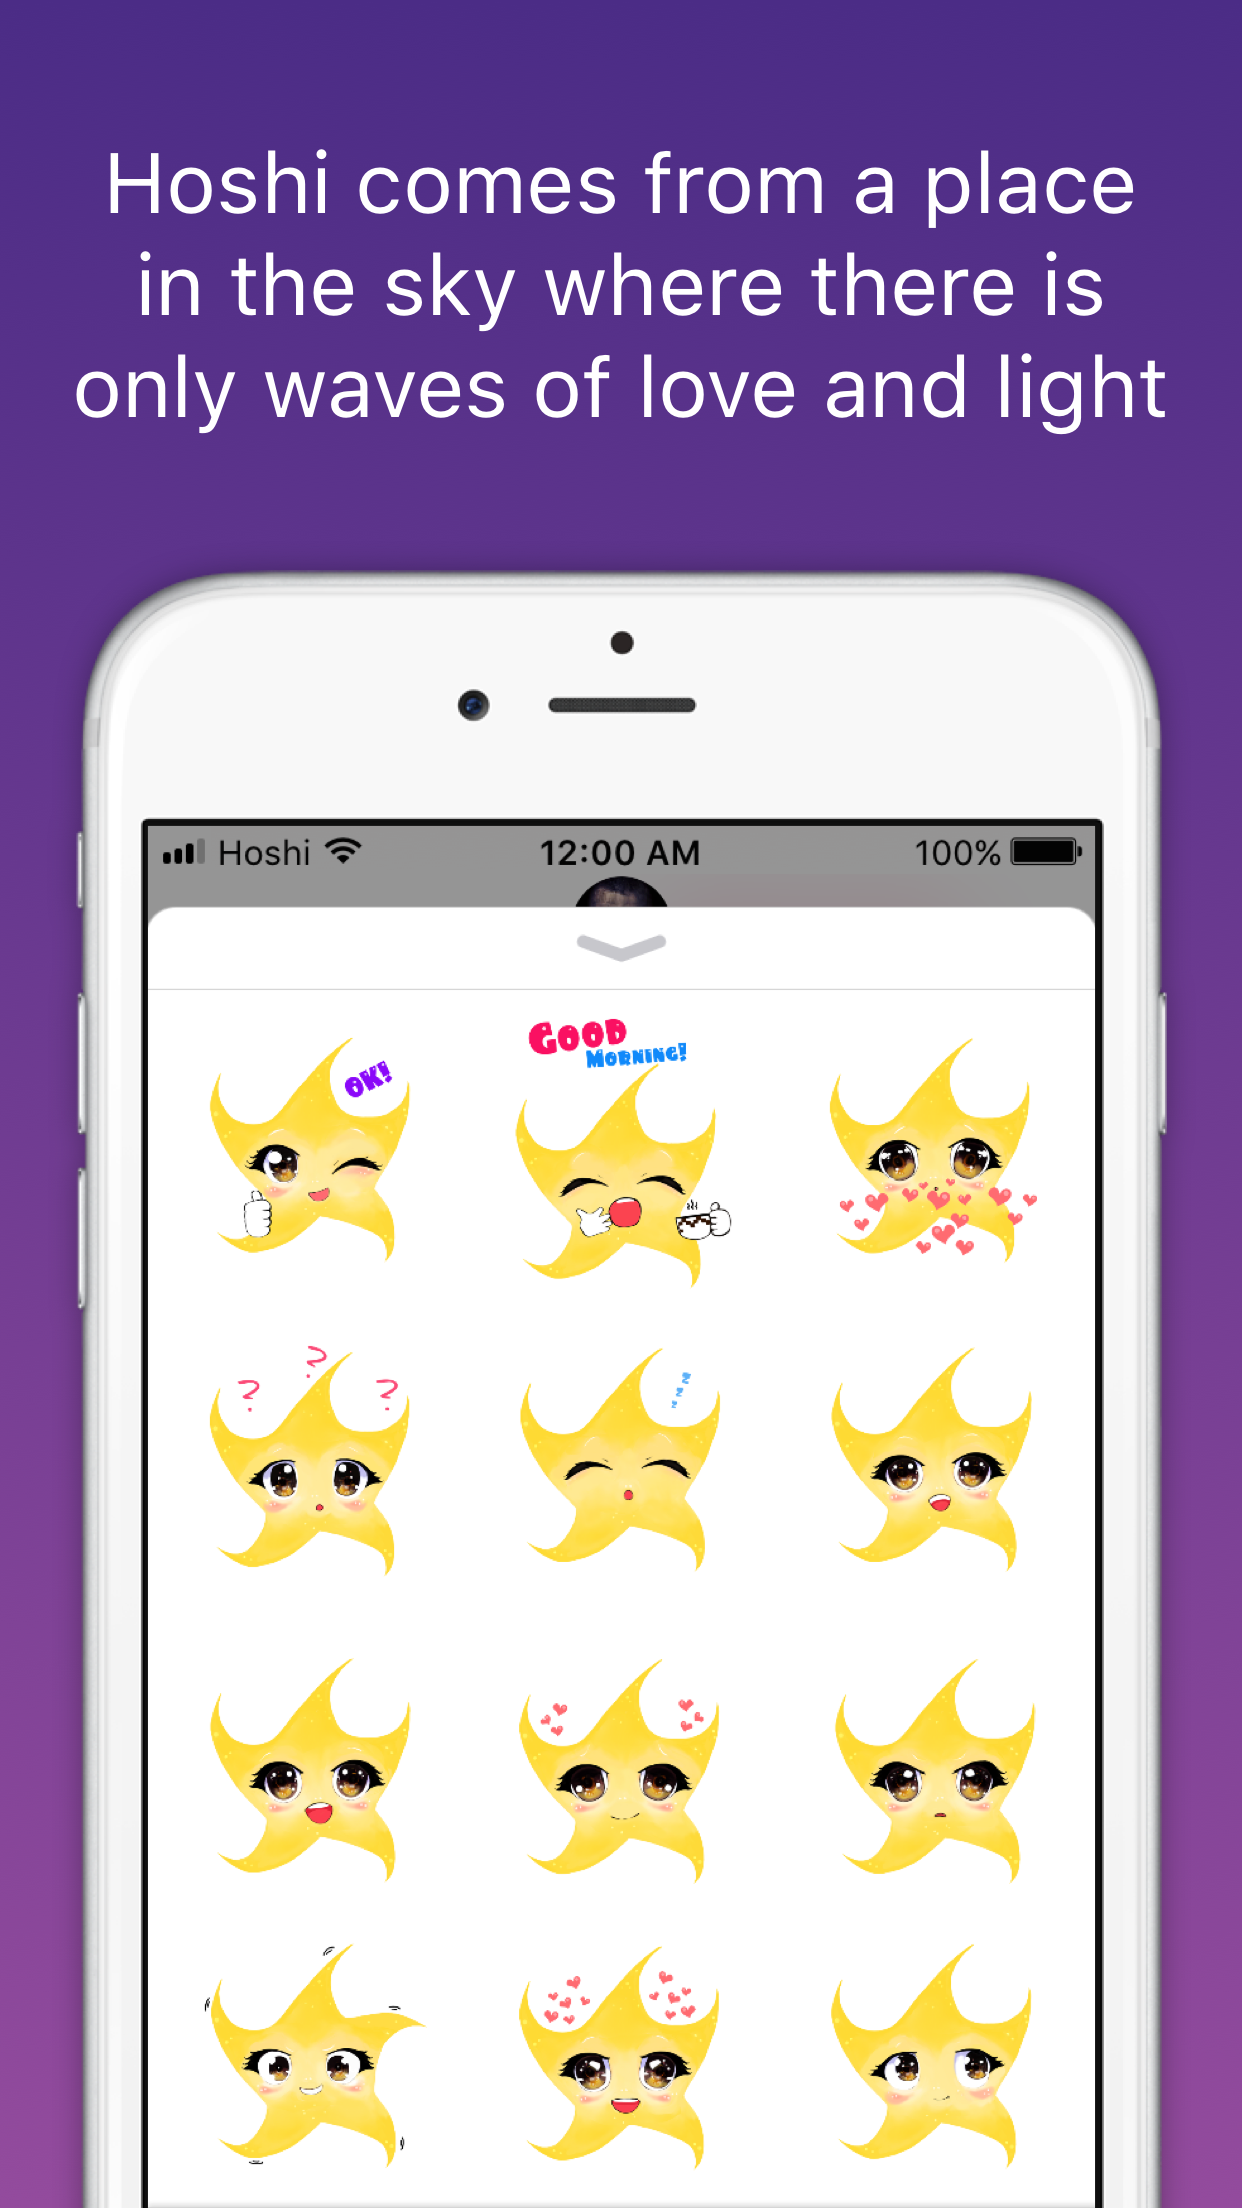 Hoshi comes from a place
in the sky where there is
only waves of love and light
Hoshi 12:00 AM 100%
OK!
GOOD
MORNING!
? ? ?
z
z
z